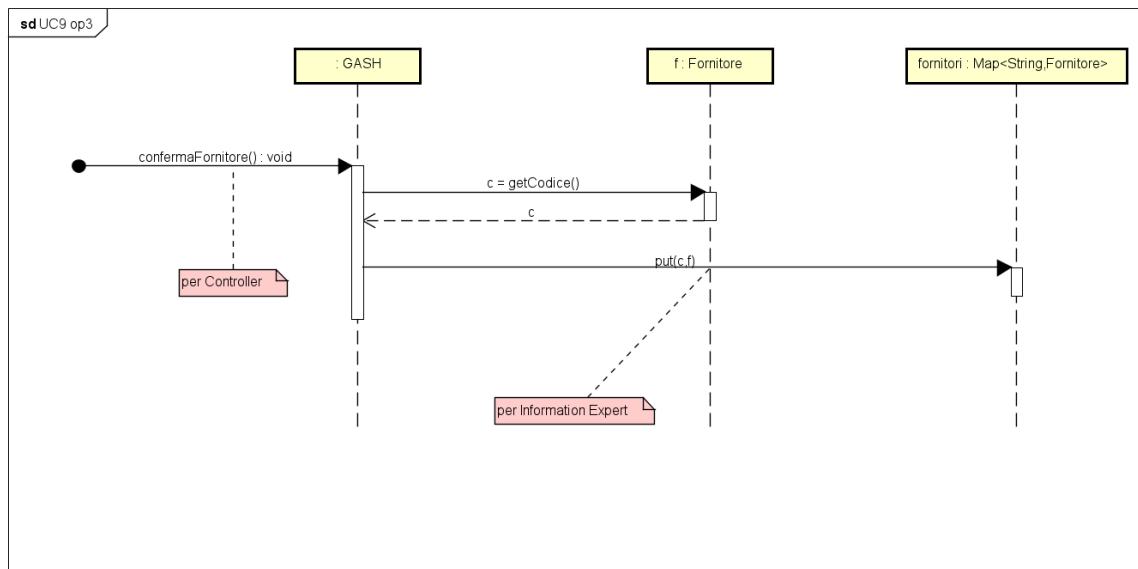 sd UC9 op3
: GASH
f : Fornitore
fornitori : Map<String,Fornitore>
confermaFornitore() : void
c = getCodice()
c
put(c,f)
per Controller
per Information Expert